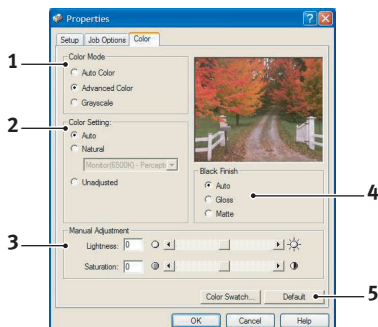 Properties
Setup Job Options Color
1
Color Mode
Auto Color
Advanced Color
Grayscale
2
Color Setting:
Auto
Natural
Monitor(6500K) - Percepti
Unadjusted
Black Finish
Auto
Gloss
Matte
4
3
Manual Adjustment
Lightness: 0
Saturation: 0
Color Swatch... Default
5
OK Cancel Help